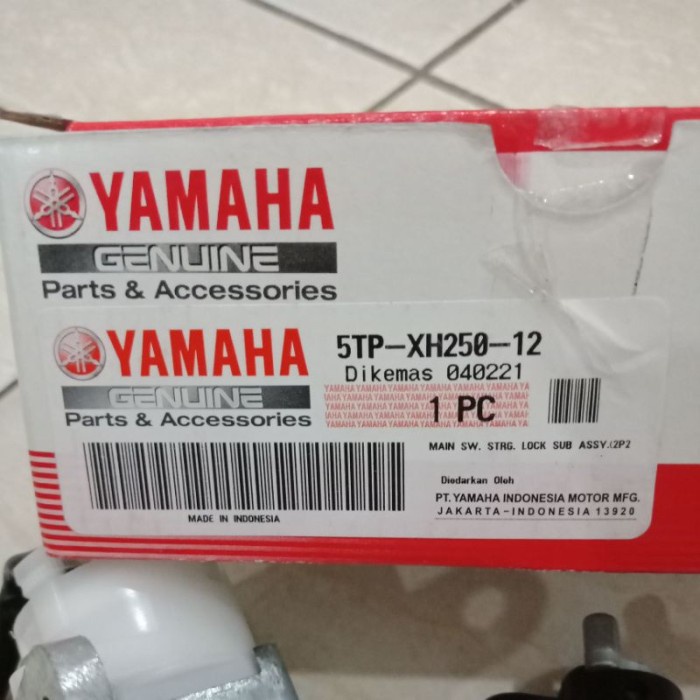 YAMAHA
GENUINE
Parts & Accessories
YAMAHA
GENUINE
Parts & Accessories
MADE IN INDONESIA
5TP-XH250-12
Dikemas 040221
1 PC
MAIN SW. STRG. LOCK SUB ASSY.(2P2
Diedarkan Oleh
PT. YAMAHA INDONESIA MOTOR MFG.
JAKARTA-INDONESIA 13920